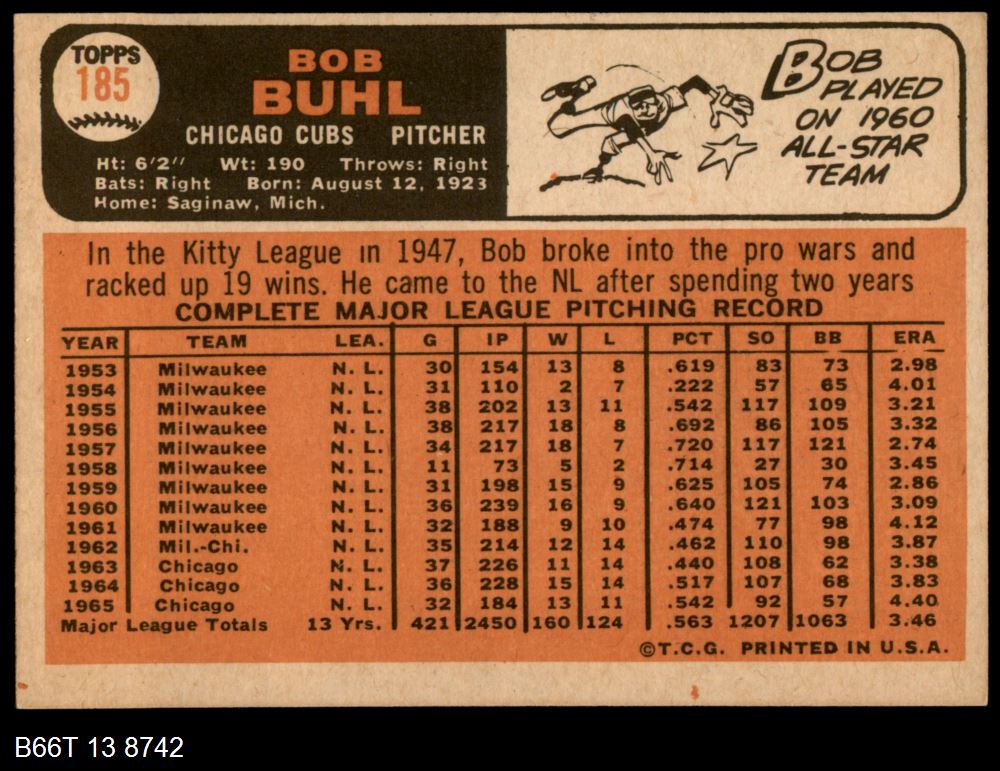 TOPPS
185
BOB
BUHL
CHICAGO CUBS PITCHER
Ht: 6'2" Wt: 190 Throws: Right
Bats: Right Born: August 12, 1923
Home: Saginaw, Mich.
BOB
PLAYED
ON 1960
ALL-STAR
TEAM
In the Kitty League in 1947, Bob broke into the pro wars and
racked up 19 wins. He came to the NL after spending two years
COMPLETE MAJOR LEAGUE PITCHING RECORD
YEAR TEAM LEA. G IP W L PCT SO BB ERA
1953 Milwaukee N. L. 30 154 13 8 .619 83 73 2.98
1954 Milwaukee N. L. 31 110 2 7 .222 57 65 4.01
1955 Milwaukee N. L. 38 202 13 11 .542 117 109 3.21
1956 Milwaukee N. L. 38 217 18 8 .692 86 105 3.32
1957 Milwaukee N. L. 34 217 18 7 .720 117 121 2.74
1958 Milwaukee N. L. 11 73 5 2 .714 27 30 3.45
1959 Milwaukee N. L. 31 198 15 9 .625 105 74 2.86
1960 Milwaukee N. L. 36 239 16 9 .640 121 103 3.09
1961 Milwaukee N. L. 32 188 9 10 .474 77 98 4.12
1962 Mil.-Chi. N. L. 35 214 12 14 .462 110 98 3.87
1963 Chicago N. L. 37 226 11 14 .440 108 62 3.38
1964 Chicago N. L. 36 228 15 14 .517 107 68 3.83
1965 Chicago N. L. 32 184 13 11 .542 92 57 4.40
Major League Totals 13 Yrs. 421 2450 160 124 .563 1207 1063 3.46
©T.C.G. PRINTED IN U.S.A.
B66T 13 8742